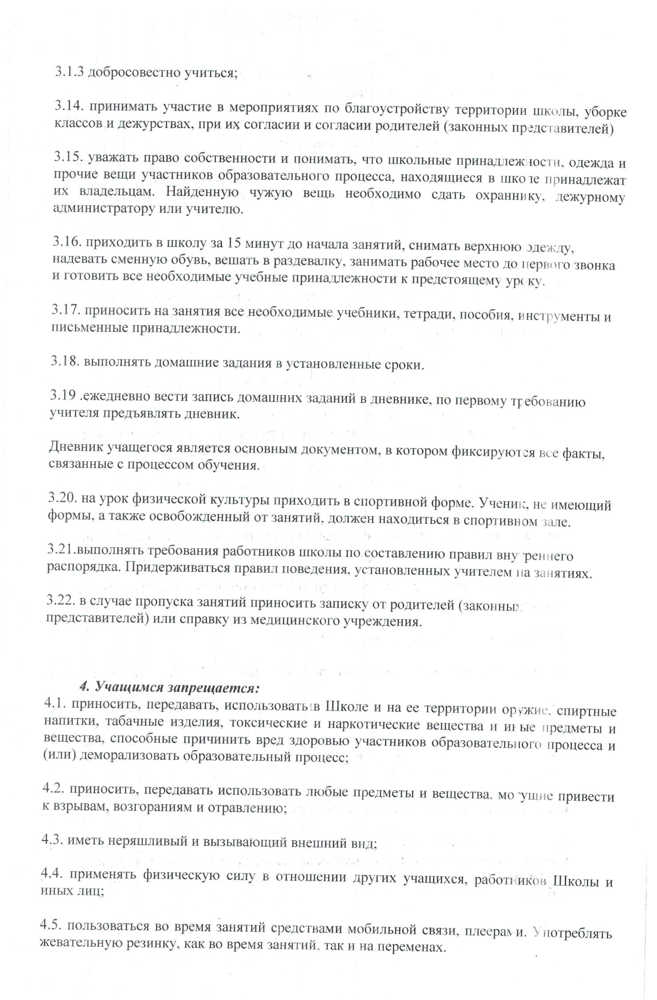 3.1.3 добросовестно учиться;
3.14. принимать участие в мероприятиях по благоустройству территории школы, уборке
классов и дежурствах, при их согласии и согласии родителей (законных представителей)
3.15. уважать право собственности и понимать, что школьные принадлежности, одежда и
прочие вещи участников образовательного процесса, находящиеся в школе принадлежат
их владельцам. Найденную чужую вещь необходимо сдать охраннику, дежурному
администратору или учителю.
3.16. приходить в школу за 15 минут до начала занятий, снимать верхнюю одежду,
надевать сменную обувь, вешать в раздевалку, занимать рабочее место до первого звонка
и готовить все необходимые учебные принадлежности к предстоящему уроку.
3.17. приносить на занятия все необходимые учебники, тетради, пособия, инструменты и
письменные принадлежности.
3.18. выполнять домашние задания в установленные сроки.
3.19 .ежедневно вести запись домашних заданий в дневнике, по первому требованию
учителя предъявлять дневник.
Дневник учащегося является основным документом, в котором фиксируются все факты,
связанные с процессом обучения.
3.20. на урок физической культуры приходить в спортивной форме. Ученик, не имеющий
формы, а также освобожденный от занятий, должен находиться в спортивном зале.
3.21.выполнять требования работников школы по составлению правил внутреннего
распорядка. Придерживаться правил поведения, установленных учителем на занятиях.
3.22. в случае пропуска занятий приносить записку от родителей (законных
представителей) или справку из медицинского учреждения.
4. Учащимся запрещается:
4.1. приносить, передавать, использовать в Школе и на ее территории оружие, спиртные
напитки, табачные изделия, токсические и наркотические вещества и иные предметы и
вещества, способные причинить вред здоровью участников образовательного процесса и
(или) деморализовать образовательный процесс;
4.2. приносить, передавать использовать любые предметы и вещества, могущие привести
к взрывам, возгораниям и отравлению;
4.3. иметь неряшливый и вызывающий внешний вид;
4.4. применять физическую силу в отношении других учащихся, работников Школы и
иных лиц;
4.5. пользоваться во время занятий средствами мобильной связи, плеерами. Употреблять
жевательную резинку, как во время занятий, так и на переменах.